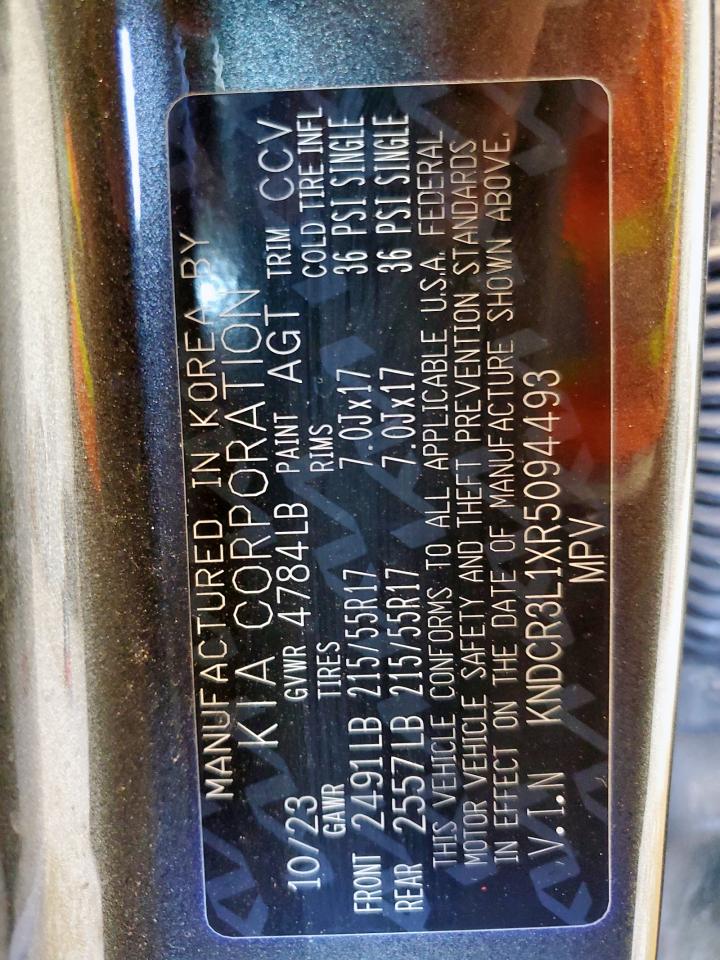 MANUFACTURED IN KOREA BY
KIA CORPORATION
10/23 GVWR 4784LB PAINT AGT TRIM CCV
GAWR TIRES RIMS COLD TIRE INFL
FRONT 2491LB 215/55R17 7.0Jx17 36 PSI SINGLE
REAR 2557LB 215/55R17 7.0Jx17 36 PSI SINGLE
THIS VEHICLE CONFORMS TO ALL APPLICABLE U.S.A. FEDERAL
MOTOR VEHICLE SAFETY AND THEFT PREVENTION STANDARDS
IN EFFECT ON THE DATE OF MANUFACTURE SHOWN ABOVE.
V.I.N KNDCR3L1XR5094493
MPV